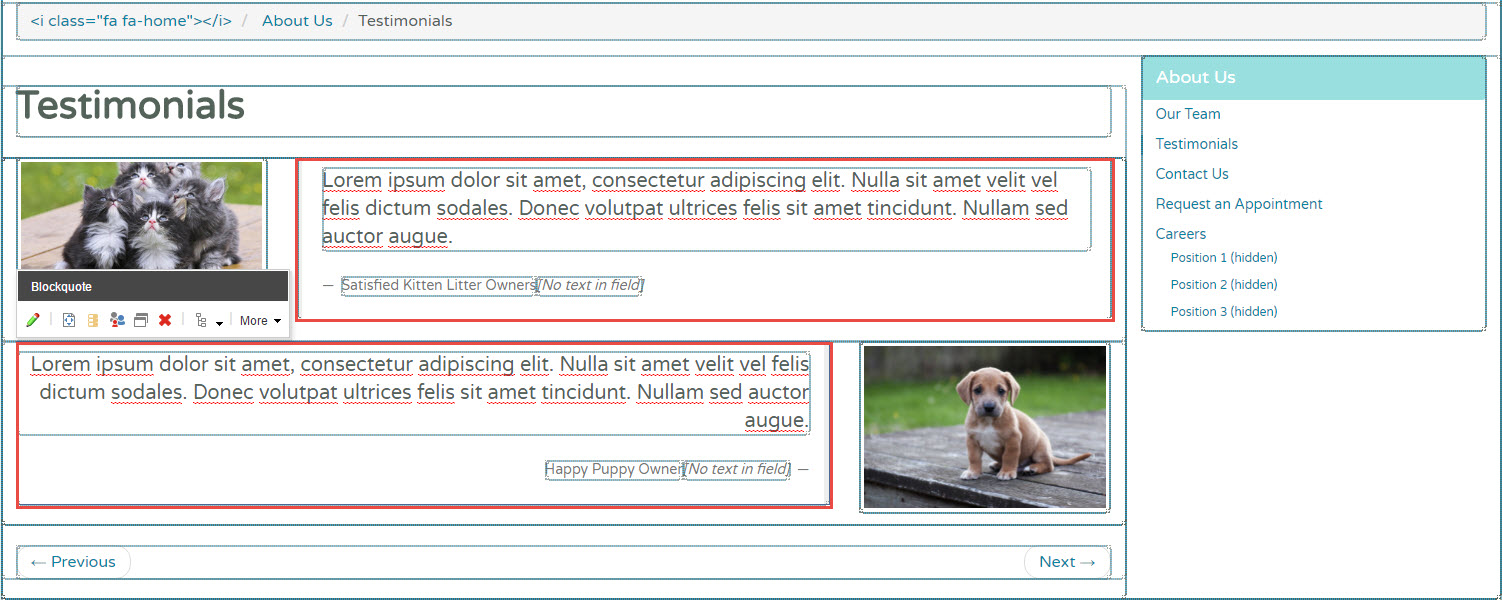 <i class="fa fa-home"></i> / About Us / Testimonials
Testimonials
Lorem ipsum dolor sit amet, consectetur adipiscing elit. Nulla sit amet velit vel
felis dictum sodales. Donec volutpat ultrices felis sit amet tincidunt. Nullam sed
auctor augue.
— Satisfied Kitten Litter Owners[No text in field]
Blockquote
More
Lorem ipsum dolor sit amet, consectetur adipiscing elit. Nulla sit amet velit vel felis
dictum sodales. Donec volutpat ultrices felis sit amet tincidunt. Nullam sed auctor
augue.
Happy Puppy Owner[No text in field] —
← Previous
Next →
About Us
Our Team
Testimonials
Contact Us
Request an Appointment
Careers
Position 1 (hidden)
Position 2 (hidden)
Position 3 (hidden)